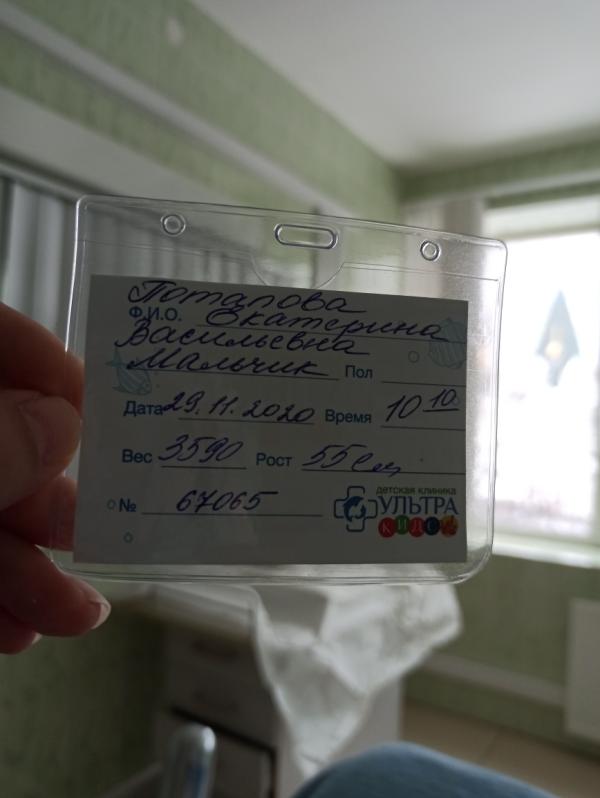 Потапова
Ф.И.О. Екатерина
Васильевна
Мальчик Пол
Дата 29.11.2020 Время 10 10
Вес 3590 Рост 55 см
№ 67065
детская клиника
УЛЬТРА
КИДС